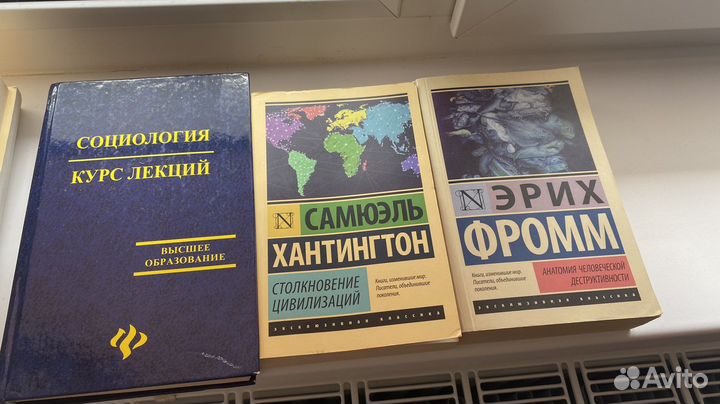 СОЦИОЛОГИЯ
КУРС ЛЕКЦИЙ
ВЫСШЕЕ
ОБРАЗОВАНИЕ
N САМЮЭЛЬ
ХАНТИНГТОН
СТОЛКНОВЕНИЕ
ЦИВИЛИЗАЦИЙ
Книги, изменившие мир.
Писатели, объединившие
поколения.
ЭКСКЛЮЗИВНАЯ КЛАССИКА
N ЭРИХ
ФРОММ
Книги, изменившие мир.
Писатели, объединившие
поколения.
АНАТОМИЯ ЧЕЛОВЕЧЕСКОЙ
ДЕСТРУКТИВНОСТИ
ЭКСКЛЮЗИВНАЯ КЛАССИКА
Avito